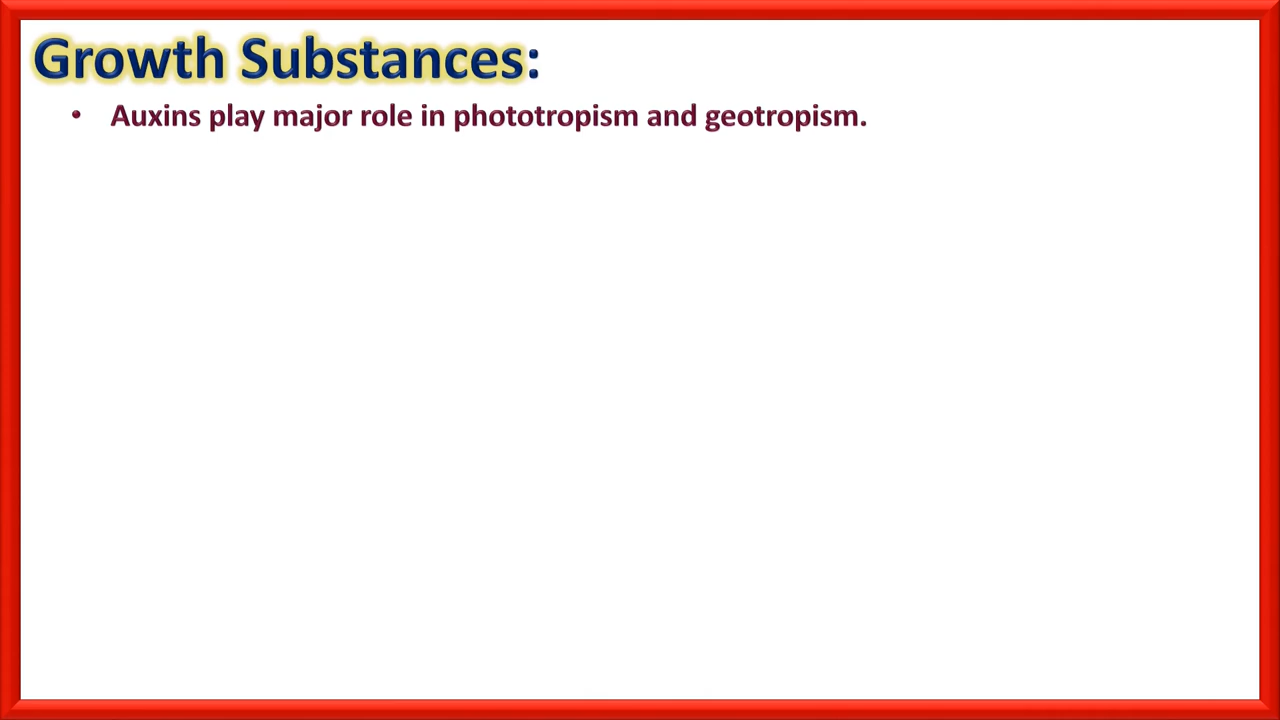 Growth Substances:
• Auxins play major role in phototropism and geotropism.